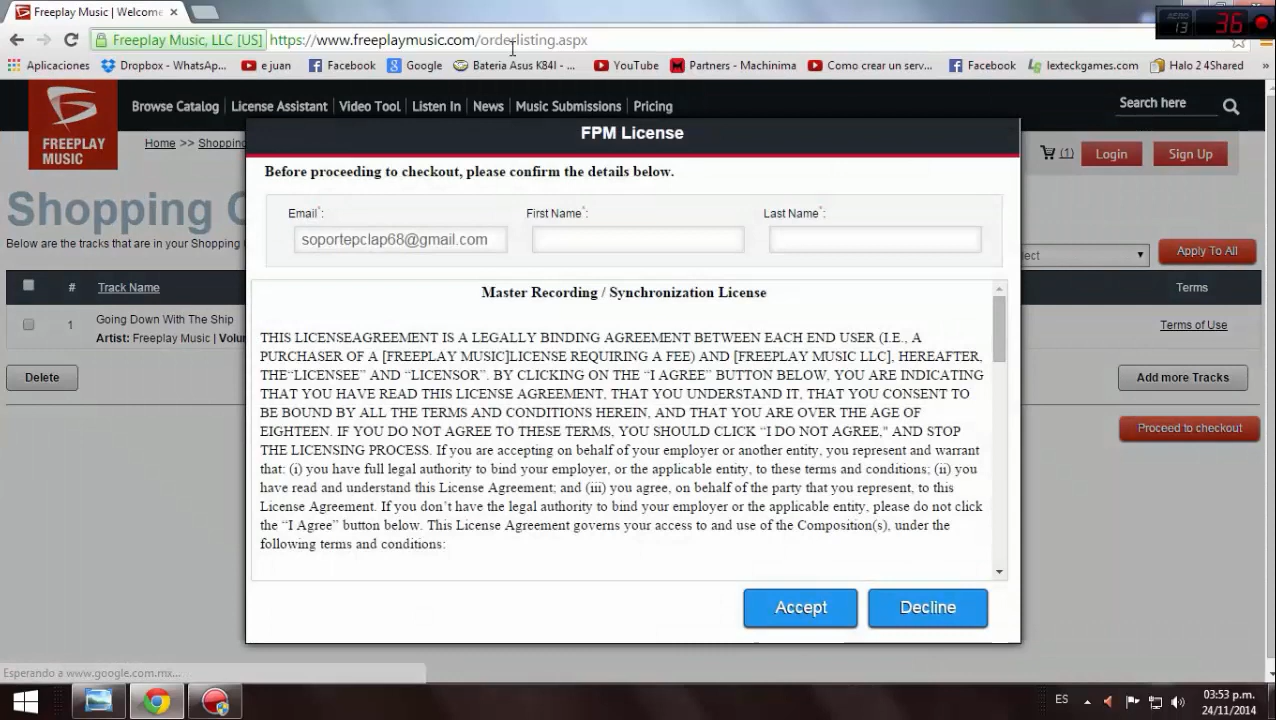 Freeplay Music | Welcome
Freeplay Music, LLC [US] https://www.freeplaymusic.com
Aplicaciones Dropbox - WhatsAp... e juan Facebook Google Bateria Asus K52f YouTube Partners - Machinima Como crear un serv... Facebook lexteckgames.com Halo 2 4Shared »
AERO 13 36
FREEPLAY MUSIC
Browse Catalog License Assistant Video Tool Listen In News Music Submissions Pricing
Search here
Home >> Shopping
(1) Login Sign Up
Shopping C
Below are the tracks that are in your Shopping
ect Apply To All
# Track Name Terms
1 Going Down With The Ship
Artist: Freeplay Music | Volu
Terms of Use
Delete
Add more Tracks
Proceed to checkout
FPM License
Before proceeding to checkout, please confirm the details below.
Email*: First Name*: Last Name*:
soportepclap68@gmail.com
Master Recording / Synchronization License
THIS LICENSEAGREEMENT IS A LEGALLY BINDING AGREEMENT BETWEEN EACH END USER (I.E., A
PURCHASER OF A [FREEPLAY MUSIC]LICENSE REQUIRING A FEE) AND [FREEPLAY MUSIC LLC], HEREAFTER,
THE“LICENSEE” AND “LICENSOR”. BY CLICKING ON THE “I AGREE” BUTTON BELOW, YOU ARE INDICATING
THAT YOU HAVE READ THIS LICENSE AGREEMENT, THAT YOU UNDERSTAND IT, THAT YOU CONSENT TO
BE BOUND BY ALL THE TERMS AND CONDITIONS HEREIN, AND THAT YOU ARE OVER THE AGE OF
EIGHTEEN. IF YOU DO NOT AGREE TO THESE TERMS, YOU SHOULD CLICK “I DO NOT AGREE," AND STOP
THE LICENSING PROCESS. If you are accepting on behalf of your employer or another entity, you represent and warrant
that: (i) you have full legal authority to bind your employer, or the applicable entity, to these terms and conditions; (ii) you
have read and understand this License Agreement; and (iii) you agree, on behalf of the party that you represent, to this
License Agreement. If you don’t have the legal authority to bind your employer or the applicable entity, please do not click
the “I Agree” button below. This License Agreement governs your access to and use of the Composition(s), under the
following terms and conditions:
Accept Decline
Esperando a www.google.com.mx...
ES
03:53 p.m.
24/11/2014